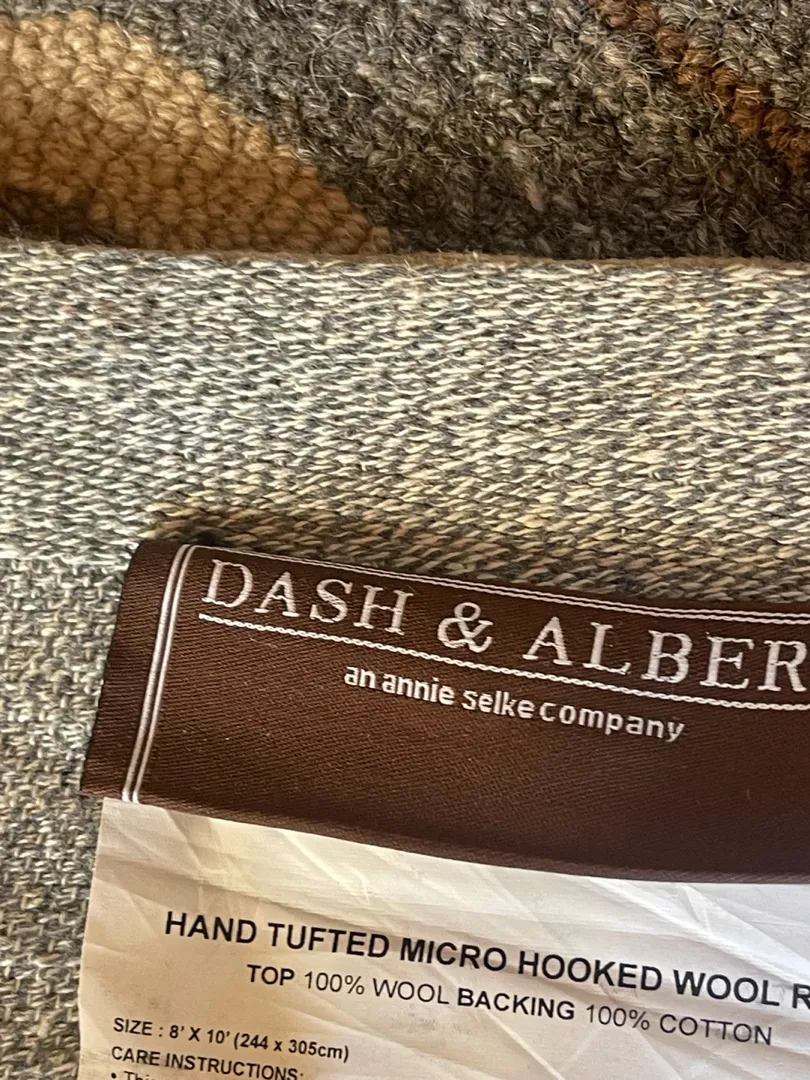 DASH & ALBER
an annie selke company
HAND TUFTED MICRO HOOKED WOOL R
TOP 100% WOOL BACKING 100% COTTON
SIZE : 8' X 10' (244 x 305cm)
CARE INSTRUCTIONS: